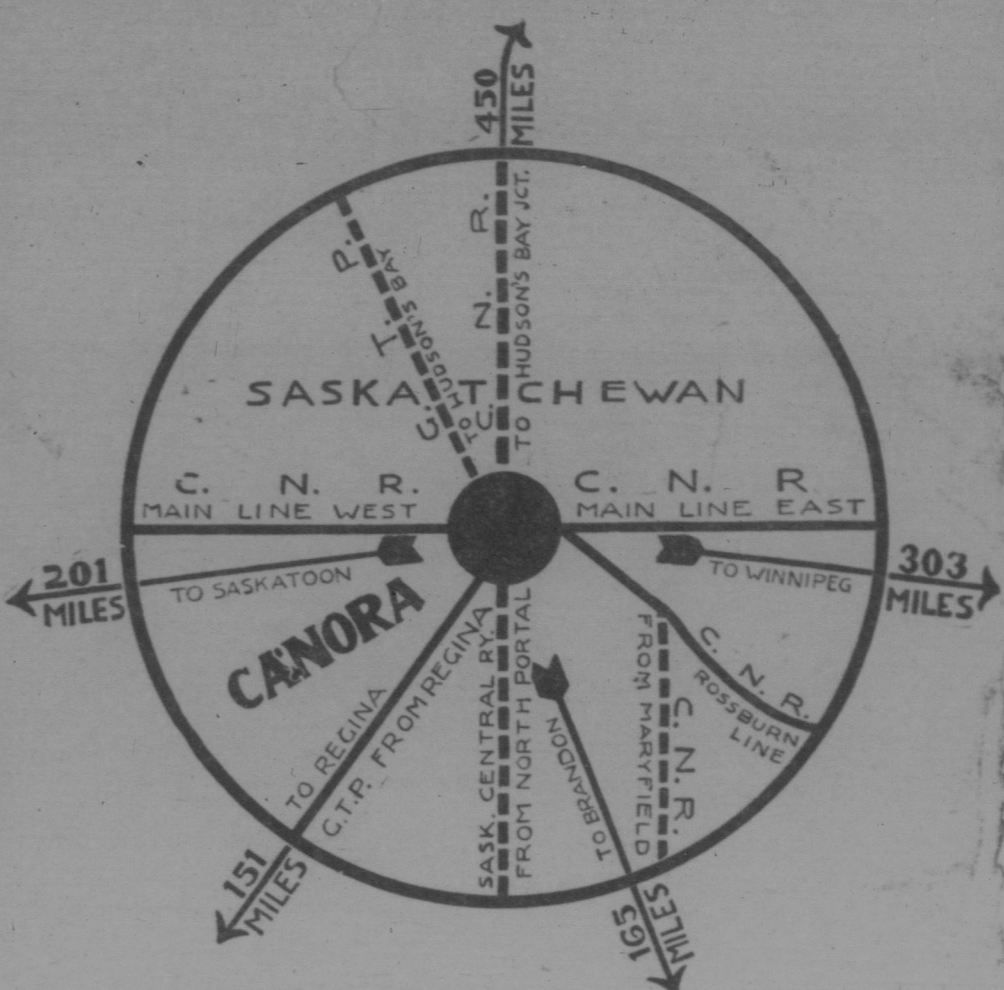 450
MILES
C. N. R.
TO HUDSON'S BAY JCT.
G. T. P.
TO HUDSON'S BAY
SASKATCHEWAN
C. N. R.
MAIN LINE WEST
C. N. R
MAIN LINE EAST
201
MILES
TO SASKATOON
TO WINNIPEG
303
MILES
CANORA
TO REGINA
G.T.P. FROM REGINA
151
MILES
SASK. CENTRAL RY.
FROM NORTH PORTAL
TO BRANDON
165
MILES
FROM MARYFIELD
C. N. R.
C. N. R.
ROSSBURN
LINE